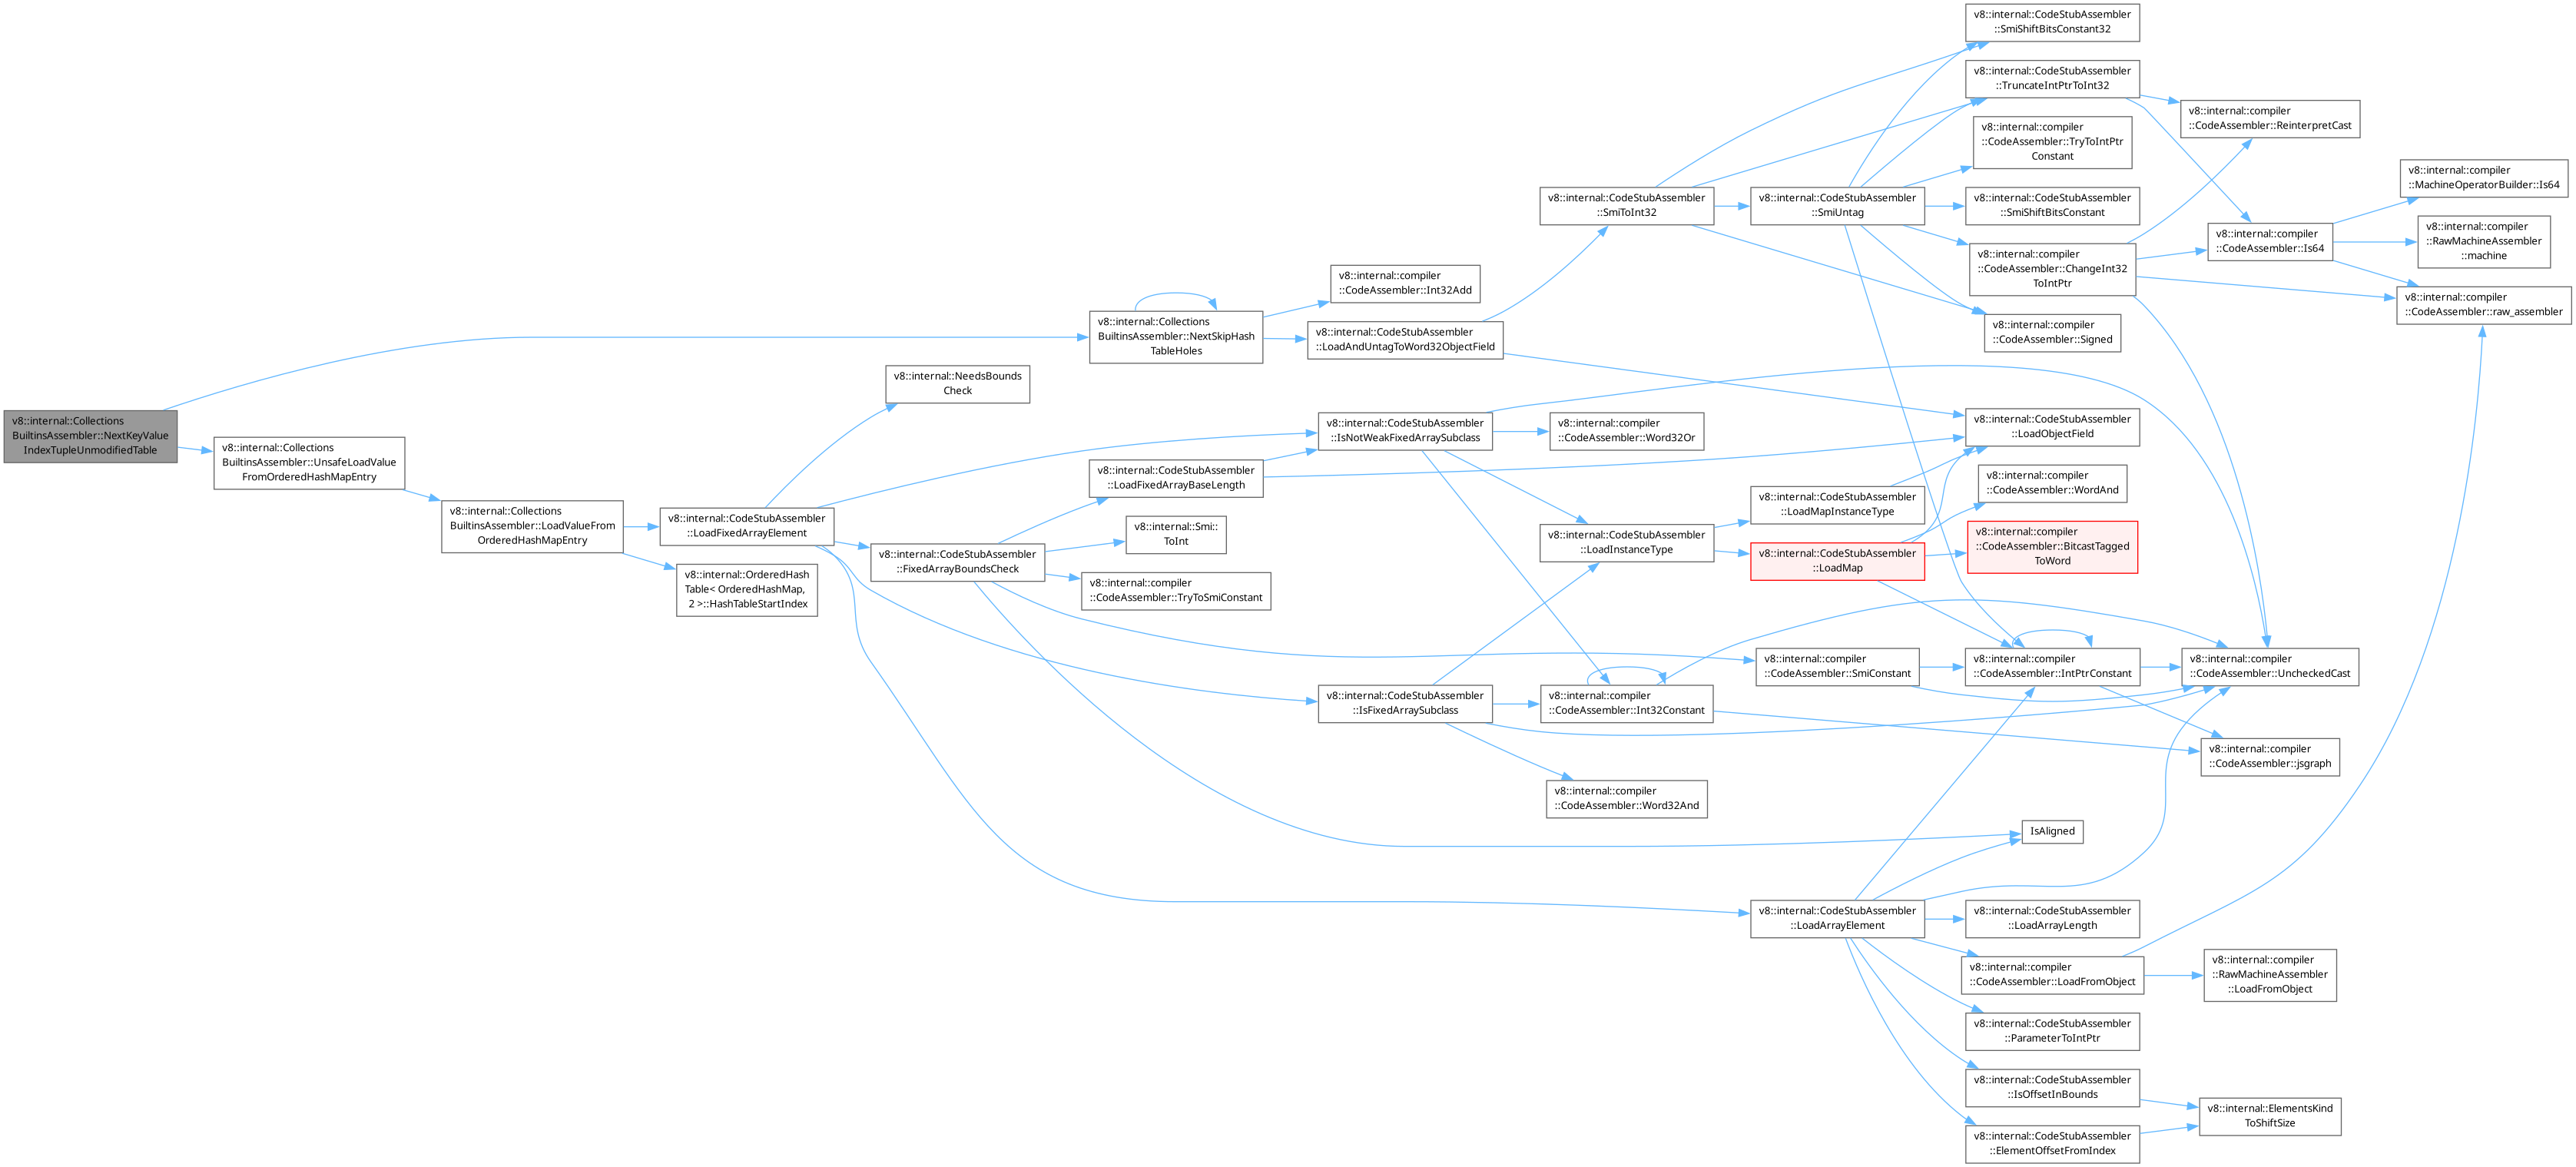 v8::internal::Collections
BuiltinsAssembler::NextKeyValue
IndexTupleUnmodifiedTable
v8::internal::Collections
BuiltinsAssembler::UnsafeLoadValue
FromOrderedHashMapEntry
v8::internal::Collections
BuiltinsAssembler::LoadValueFrom
OrderedHashMapEntry
v8::internal::CodeStubAssembler
::LoadFixedArrayElement
v8::internal::OrderedHash
Table< OrderedHashMap,
2 >::HashTableStartIndex
v8::internal::NeedsBounds
Check
v8::internal::CodeStubAssembler
::FixedArrayBoundsCheck
v8::internal::Collections
BuiltinsAssembler::NextSkipHash
TableHoles
v8::internal::CodeStubAssembler
::LoadFixedArrayBaseLength
v8::internal::Smi::
ToInt
v8::internal::compiler
::CodeAssembler::TryToSmiConstant
v8::internal::compiler
::CodeAssembler::Int32Add
v8::internal::CodeStubAssembler
::LoadAndUntagToWord32ObjectField
v8::internal::CodeStubAssembler
::IsNotWeakFixedArraySubclass
v8::internal::CodeStubAssembler
::IsFixedArraySubclass
v8::internal::CodeStubAssembler
::SmiToInt32
v8::internal::compiler
::CodeAssembler::Word32Or
v8::internal::CodeStubAssembler
::LoadInstanceType
v8::internal::compiler
::CodeAssembler::Int32Constant
v8::internal::compiler
::CodeAssembler::Word32And
v8::internal::CodeStubAssembler
::SmiUntag
v8::internal::CodeStubAssembler
::LoadMapInstanceType
v8::internal::CodeStubAssembler
::LoadMap
v8::internal::compiler
::CodeAssembler::SmiConstant
v8::internal::CodeStubAssembler
::LoadArrayElement
v8::internal::CodeStubAssembler
::SmiShiftBitsConstant32
v8::internal::CodeStubAssembler
::TruncateIntPtrToInt32
v8::internal::compiler
::CodeAssembler::TryToIntPtr
Constant
v8::internal::CodeStubAssembler
::SmiShiftBitsConstant
v8::internal::compiler
::CodeAssembler::ChangeInt32
ToIntPtr
v8::internal::compiler
::CodeAssembler::Signed
v8::internal::CodeStubAssembler
::LoadObjectField
v8::internal::compiler
::CodeAssembler::WordAnd
v8::internal::compiler
::CodeAssembler::BitcastTagged
ToWord
v8::internal::compiler
::CodeAssembler::IntPtrConstant
IsAligned
v8::internal::CodeStubAssembler
::LoadArrayLength
v8::internal::compiler
::CodeAssembler::LoadFromObject
v8::internal::CodeStubAssembler
::ParameterToIntPtr
v8::internal::CodeStubAssembler
::IsOffsetInBounds
v8::internal::CodeStubAssembler
::ElementOffsetFromIndex
v8::internal::compiler
::CodeAssembler::ReinterpretCast
v8::internal::compiler
::CodeAssembler::Is64
v8::internal::compiler
::CodeAssembler::UncheckedCast
v8::internal::compiler
::CodeAssembler::jsgraph
v8::internal::compiler
::RawMachineAssembler
::LoadFromObject
v8::internal::ElementsKind
ToShiftSize
v8::internal::compiler
::MachineOperatorBuilder::Is64
v8::internal::compiler
::RawMachineAssembler
::machine
v8::internal::compiler
::CodeAssembler::raw_assembler